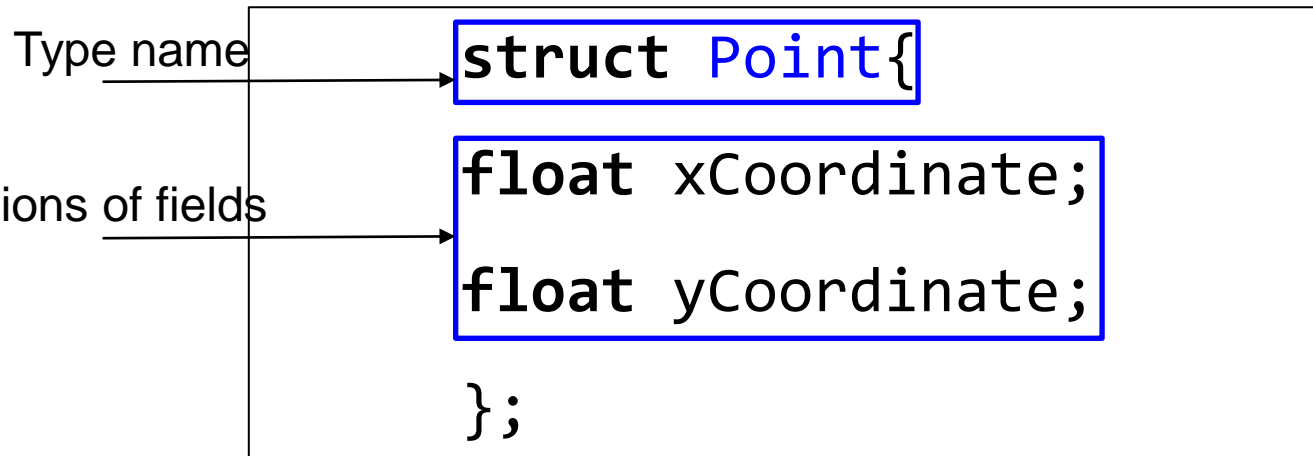 Type name
struct Point{
float xCoordinate;
ions of fields
float yCoordinate;
};